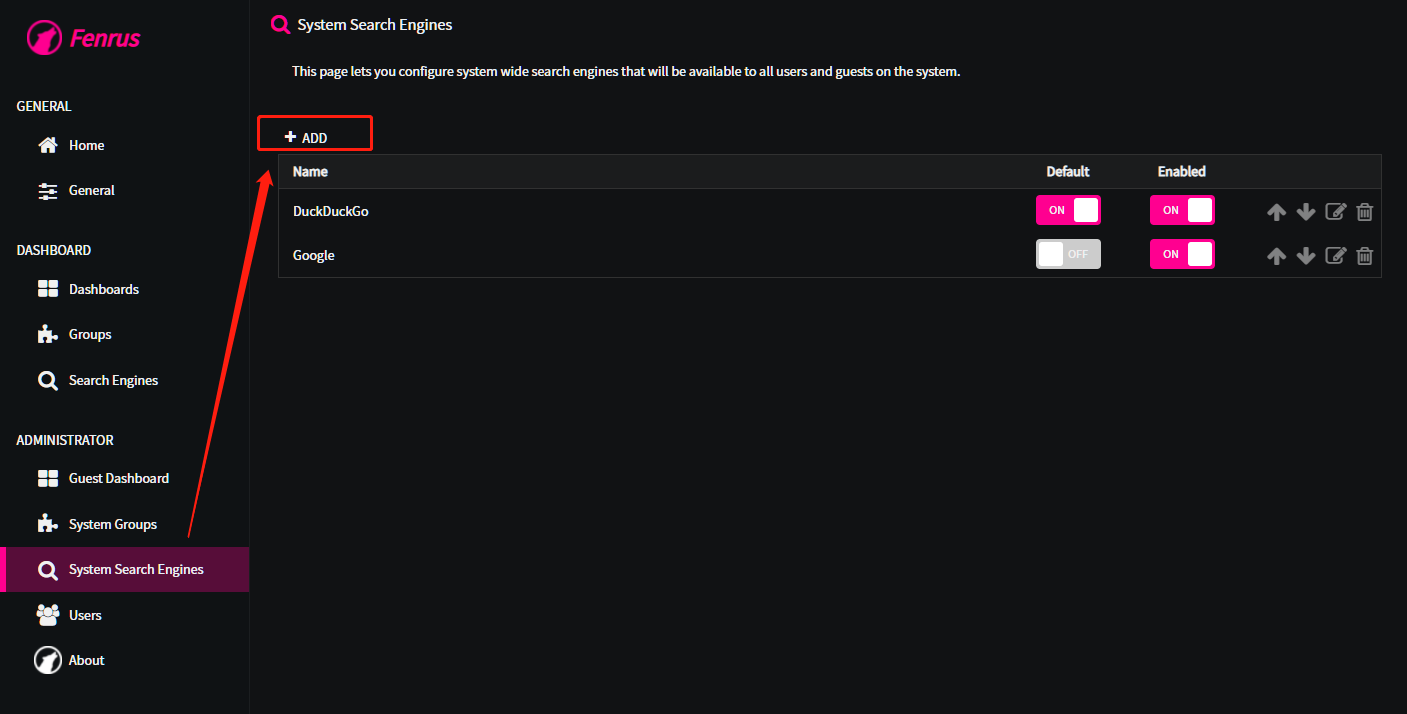 Fenrus
GENERAL
Home
General
DASHBOARD
Dashboards
Groups
Search Engines
ADMINISTRATOR
Guest Dashboard
System Groups
System Search Engines
Users
About
System Search Engines
This page lets you configure system wide search engines that will be available to all users and guests on the system.
+ ADD
Name Default Enabled
DuckDuckGo ON ON
Google OFF ON